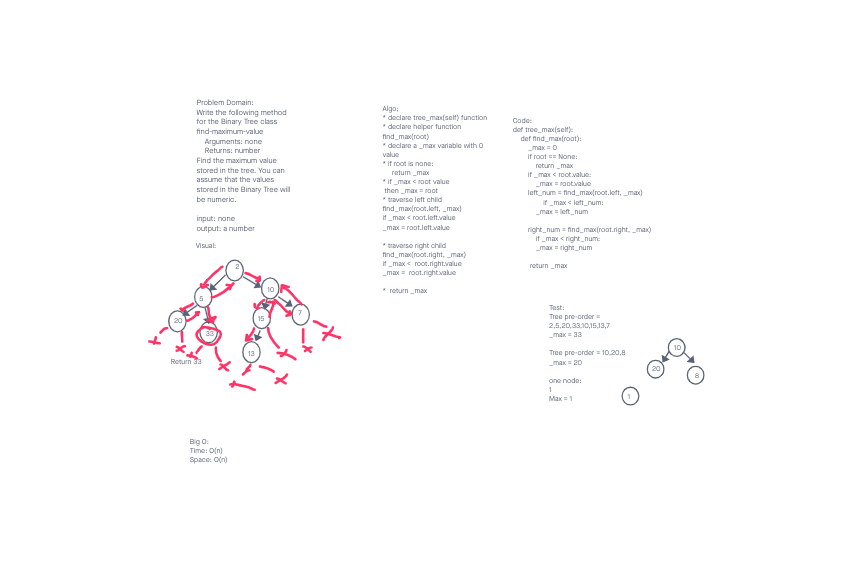 Problem Domain:
Write the following method
for the Binary Tree class
find-maximum-value
Arguments: none
Returns: number
Find the maximum value
stored in the tree. You can
assume that the values
stored in the Binary Tree will
be numeric.
input: none
output: a number
Visual:
2
5
10
20
33
15
7
13
Return 33
Big O:
Time: O(n)
Space: O(n)
Algo:
* declare tree_max(self) function
* declare helper function
find_max(root)
* declare a _max variable with 0
value
* if root is none:
return _max
* if _max < root value
then _max = root
* traverse left child
find_max(root.left, _max)
if _max < root.left.value
_max = root.left.value
* traverse right child
find_max(root.right, _max)
if _max < root.right.value
_max = root.right.value
* return _max
Code:
def tree_max(self):
def find_max(root):
_max = 0
if root == None:
return _max
if _max < root.value:
_max = root.value
left_num = find_max(root.left, _max)
if _max < left_num:
_max = left_num
right_num = find_max(root.right, _max)
if _max < right_num:
_max = right_num
return _max
Test:
Tree pre-order =
2,5,20,33,10,15,13,7
_max = 33
Tree pre-order = 10,20,8
_max = 20
one node:
1
Max = 1
10
20
8
1